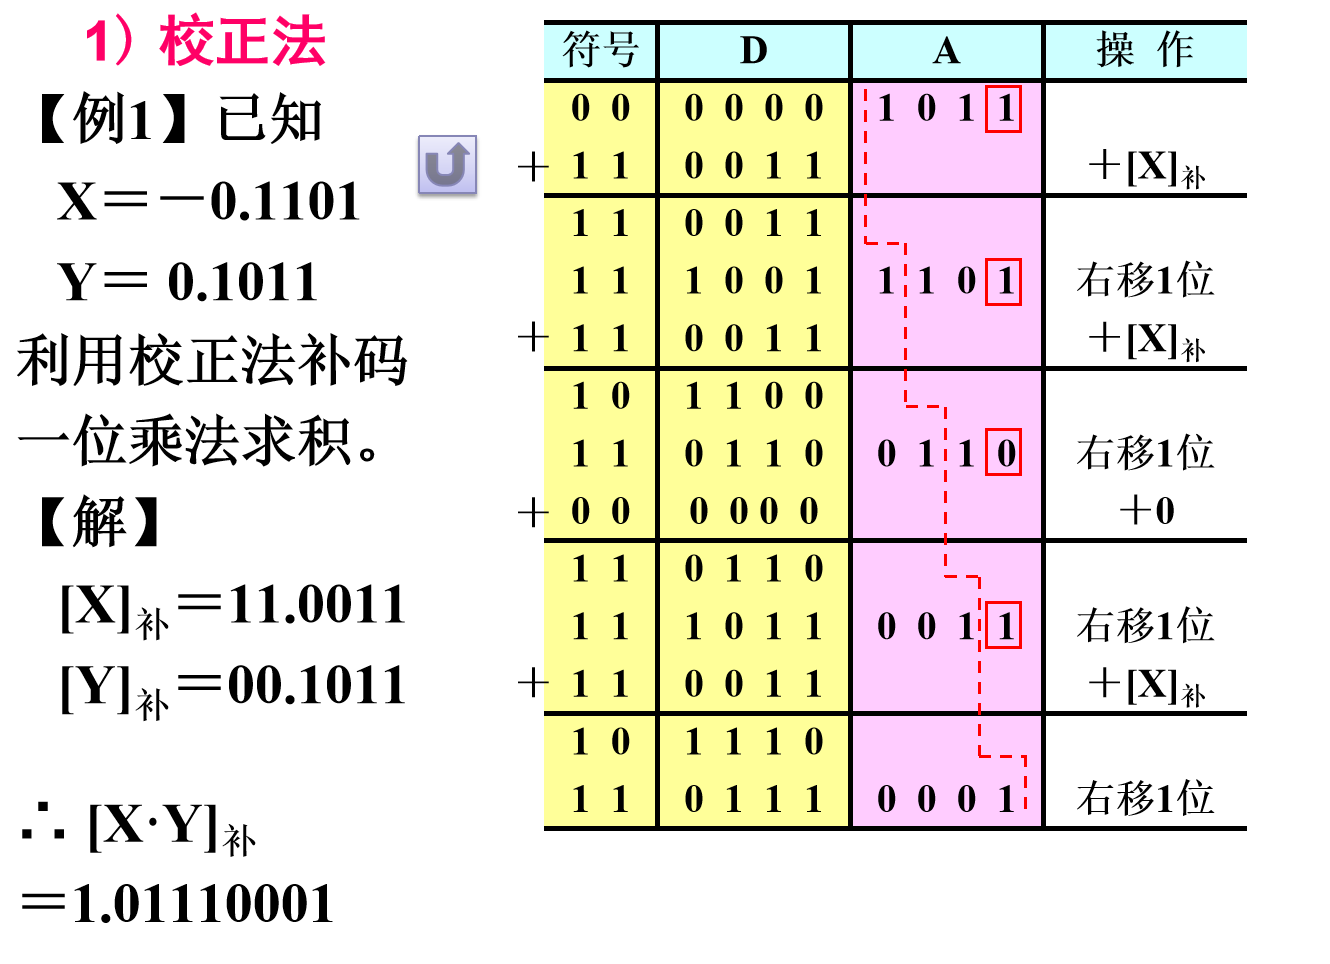 1）校正法
【例1】已知
X＝－0.1101
Y＝ 0.1011
利用校正法补码
一位乘法求积。
【解】
[X]补＝11.0011
[Y]补＝00.1011
∴ [X·Y]补
＝1.01110001
符号 D A 操 作
0 0 0 0 0 0 1 0 1 1
＋ 1 1 0 0 1 1 ＋[X]补
1 1 0 0 1 1
1 1 1 0 0 1 1 1 0 1 右移1位
＋ 1 1 0 0 1 1 ＋[X]补
1 0 1 1 0 0
1 1 0 1 1 0 0 1 1 0 右移1位
＋ 0 0 0 0 0 0 ＋0
1 1 0 1 1 0
1 1 1 0 1 1 0 0 1 1 右移1位
＋ 1 1 0 0 1 1 ＋[X]补
1 0 1 1 1 0
1 1 0 1 1 1 0 0 0 1 右移1位